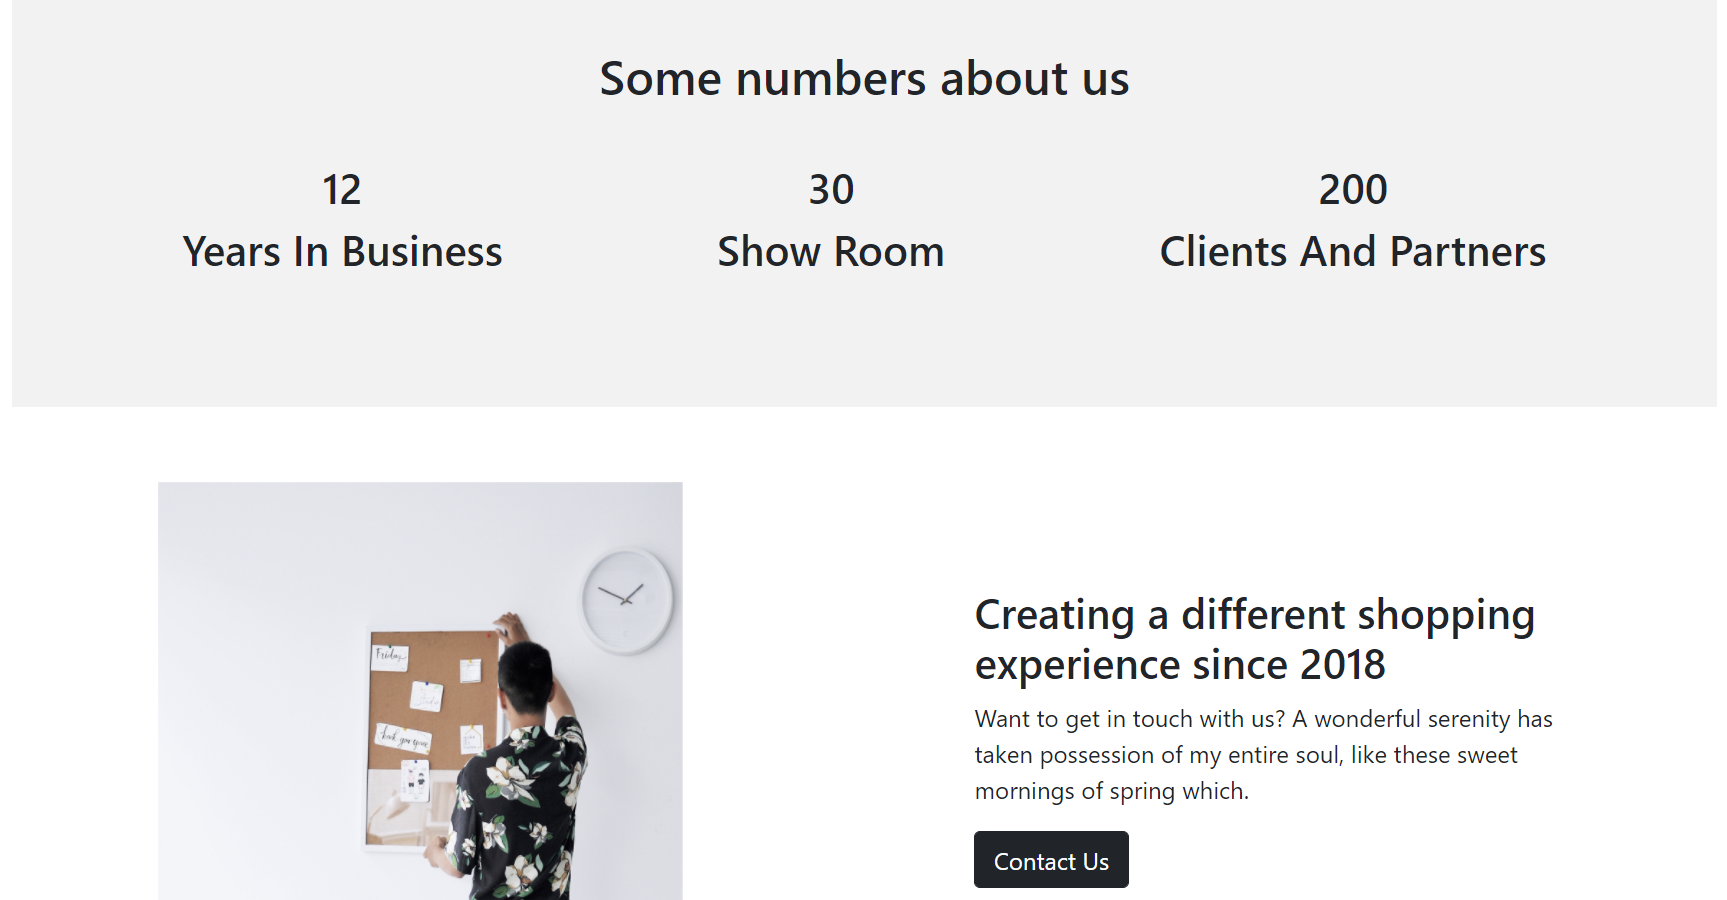 Some numbers about us
12
Years In Business
30
Show Room
200
Clients And Partners
Friday
Creating a different shopping
experience since 2018
Want to get in touch with us? A wonderful serenity has
taken possession of my entire soul, like these sweet
mornings of spring which.
Contact Us